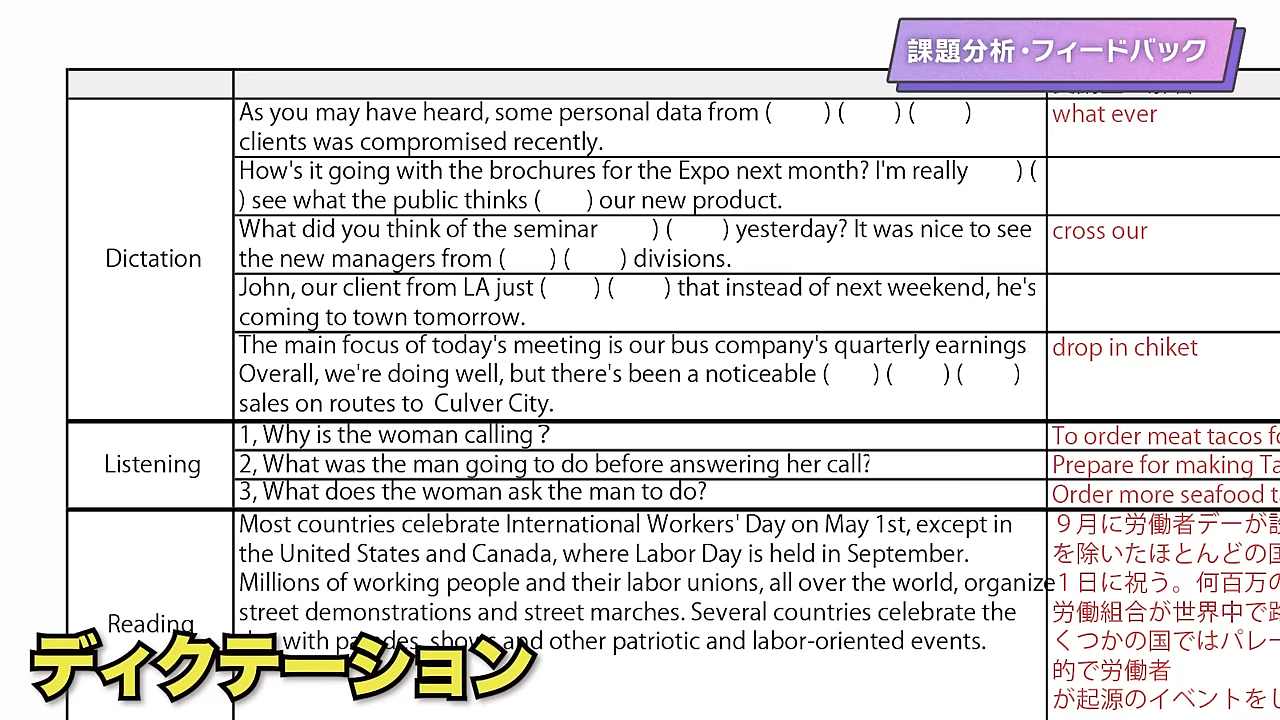 課題分析・フィードバック
Dictation
As you may have heard, some personal data from (　　) (　　) (　　)
clients was compromised recently.
what ever
How's it going with the brochures for the Expo next month? I'm really　　) (
) see what the public thinks (　　) our new product.
What did you think of the seminar　　) (　　) yesterday? It was nice to see
the new managers from (　　) (　　) divisions.
cross our
John, our client from LA just (　　) (　　) that instead of next weekend, he's
coming to town tomorrow.
The main focus of today's meeting is our bus company's quarterly earnings
Overall, we're doing well, but there's been a noticeable (　　) (　　) (　　)
sales on routes to Culver City.
drop in chiket
Listening
1, Why is the woman calling？
To order meat tacos
2, What was the man going to do before answering her call?
Prepare for making
3, What does the woman ask the man to do?
Order more seafood
Reading
Most countries celebrate International Workers' Day on May 1st, except in
the United States and Canada, where Labor Day is held in September.
Millions of working people and their labor unions, all over the world, organize
street demonstrations and street marches. Several countries celebrate the
with parades, shows and other patriotic and labor-oriented events.
９月に労働者デーが
を除いたほとんどの
１日に祝う。何百万の
労働組合が世界中で
くつかの国ではパレー
的で労働者
が起源のイベントをし
ディクテーション